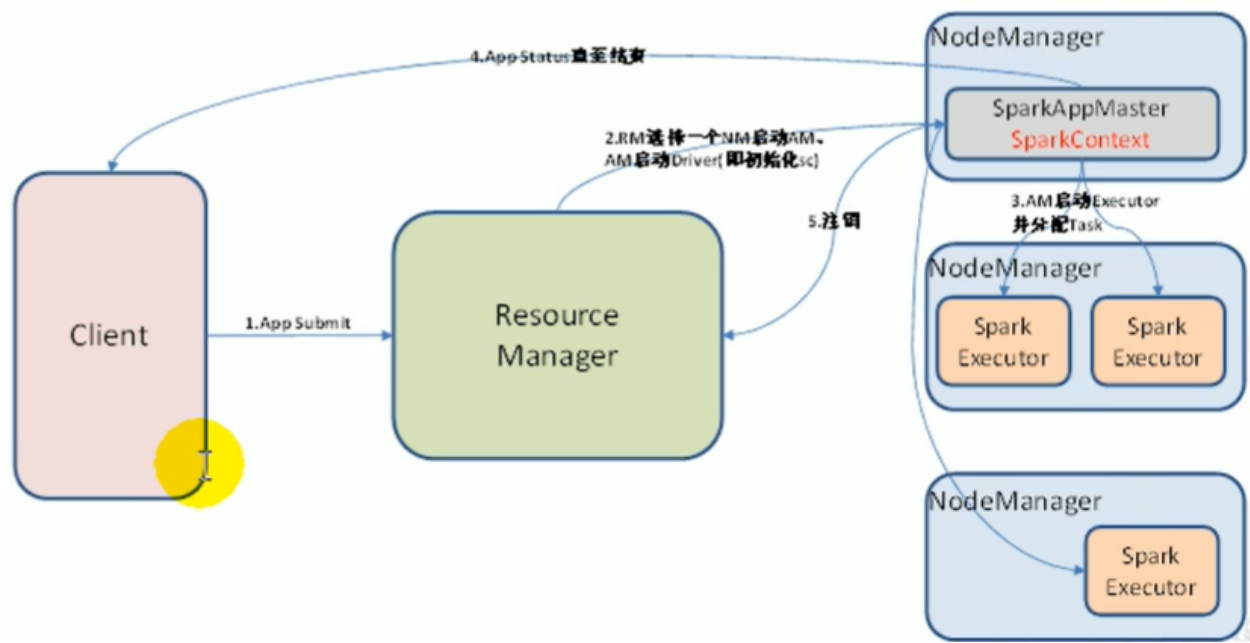 4.App Status直至结束
NodeManager
SparkAppMaster
SparkContext
2.RM选择一个NM启动AM、
AM启动Driver(即初始化sc)
3.AM启动Executor
并分配Task
5.注销
Client
1.App Submit
Resource
Manager
NodeManager
Spark
Executor
Spark
Executor
NodeManager
Spark
Executor